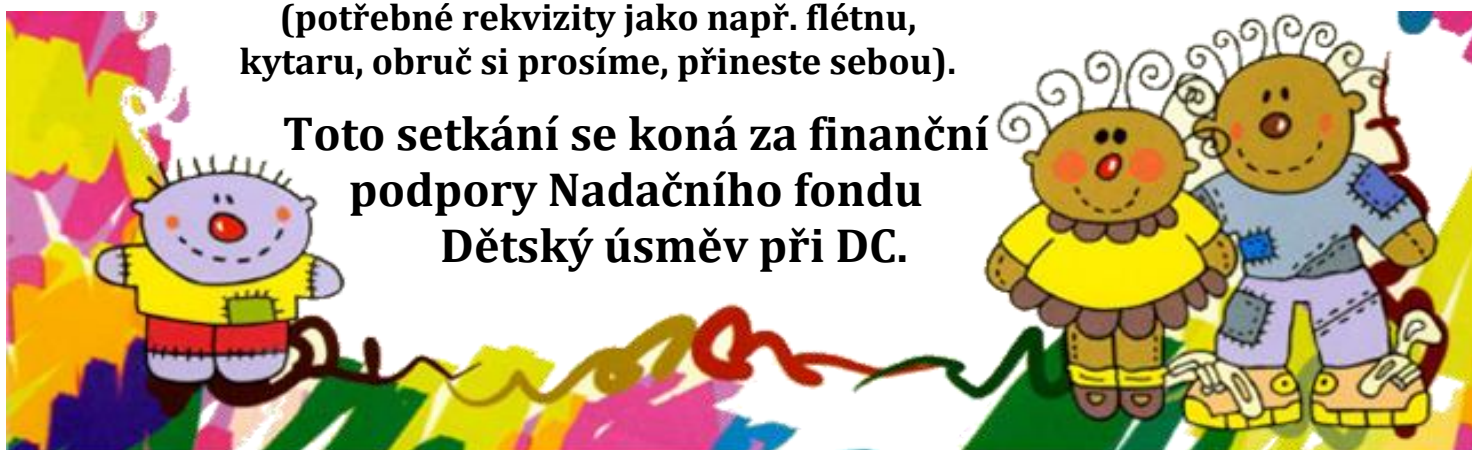 (potřebné rekvizity jako např. flétnu,
kytaru, obruč si prosíme, přineste sebou).
Toto setkání se koná za finanční
podpory Nadačního fondu
Dětský úsměv při DC.